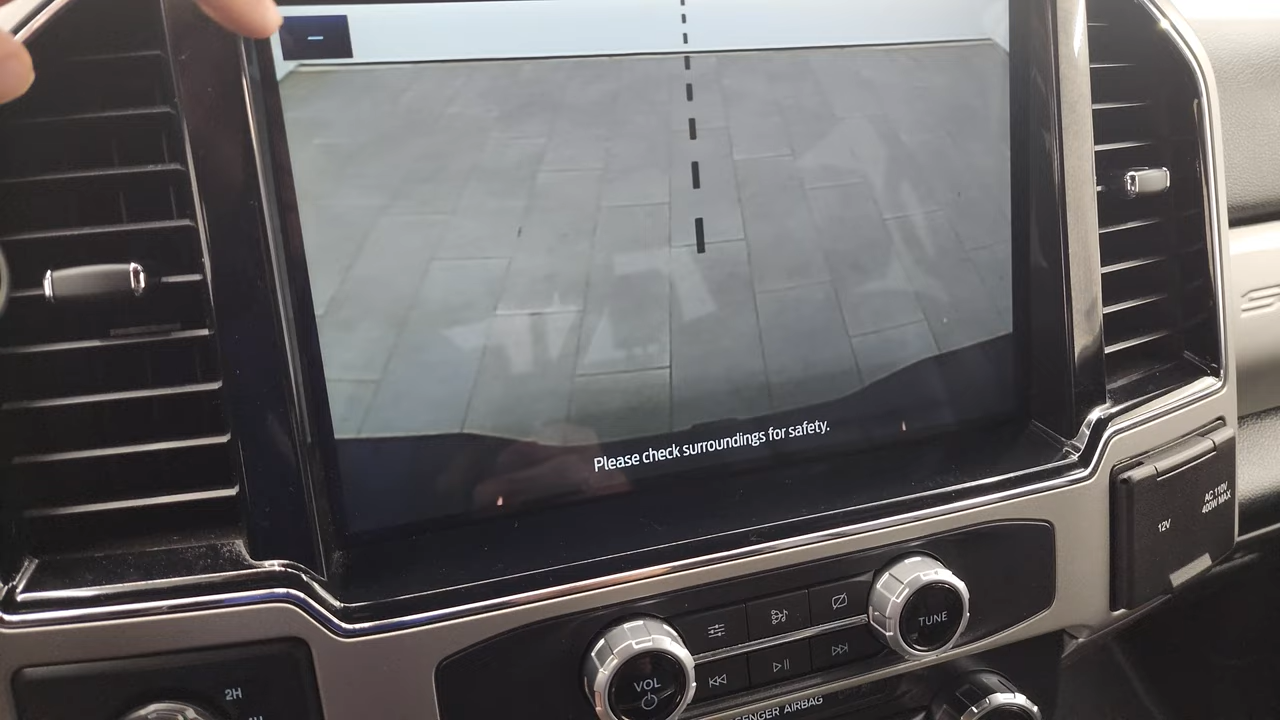 Please check surroundings for safety.
AC 110V
400W MAX
12V
TUNE
VOL
2H
PASSENGER AIRBAG